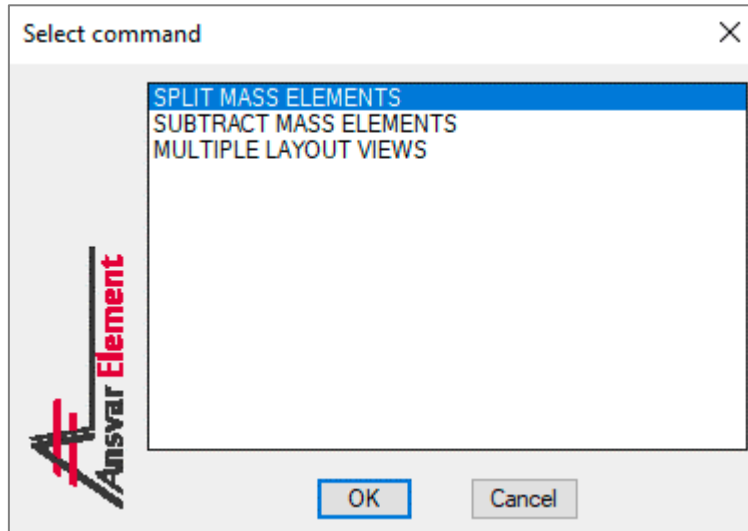 Select command
SPLIT MASS ELEMENTS
SUBTRACT MASS ELEMENTS
MULTIPLE LAYOUT VIEWS
Ansvar Element
OK
Cancel